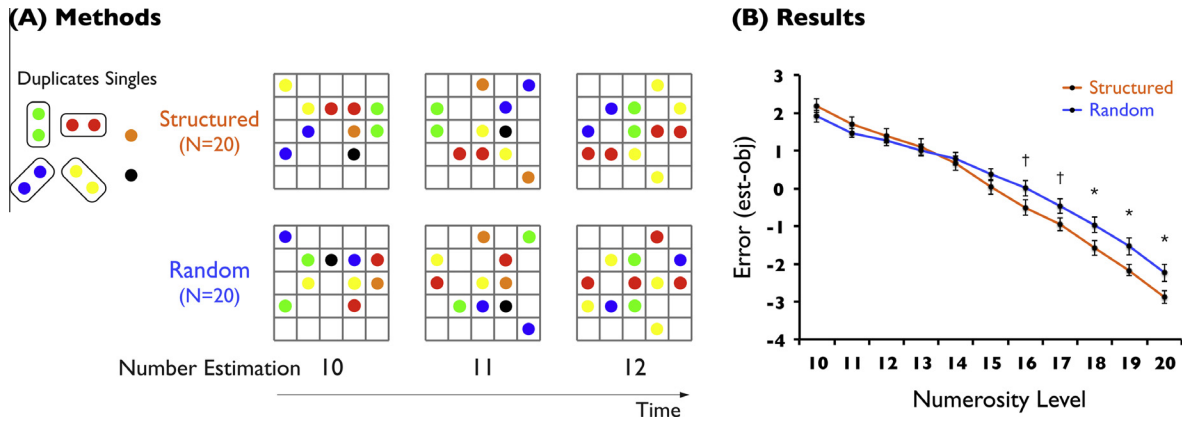 (A) Methods
Duplicates Singles
Structured
(N=20)
Random
(N=20)
Number Estimation 10 11 12
Time
(B) Results
Structured
Random
Error (est-obj)
3
2
1
0
-1
-2
-3
-4
† † * * *
10 11 12 13 14 15 16 17 18 19 20
Numerosity Level